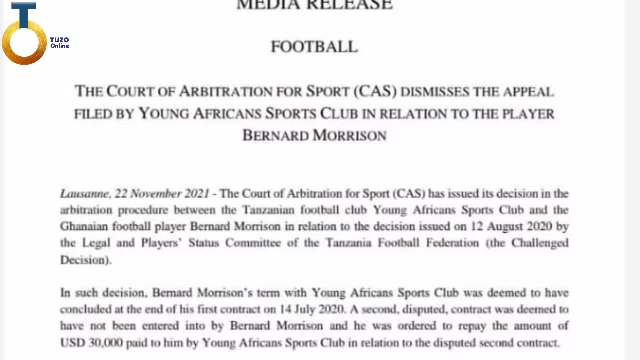 TUZO
Online
MEDIA RELEASE
FOOTBALL
THE COURT OF ARBITRATION FOR SPORT (CAS) DISMISSES THE APPEAL
FILED BY YOUNG AFRICANS SPORTS CLUB IN RELATION TO THE PLAYER
BERNARD MORRISON
Lausanne, 22 November 2021 - The Court of Arbitration for Sport (CAS) has issued its decision in the
arbitration procedure between the Tanzanian football club Young Africans Sports Club and the
Ghanaian football player Bernard Morrison in relation to the decision issued on 12 August 2020 by
the Legal and Players' Status Committee of the Tanzania Football Federation (the Challenged
Decision).
In such decision, Bernard Morrison's term with Young Africans Sports Club was deemed to have
concluded at the end of his first contract on 14 July 2020. A second, disputed, contract was deemed to
have not been entered into by Bernard Morrison and he was ordered to repay the amount of
USD 30,000 paid to him by Young Africans Sports Club in relation to the disputed second contract.